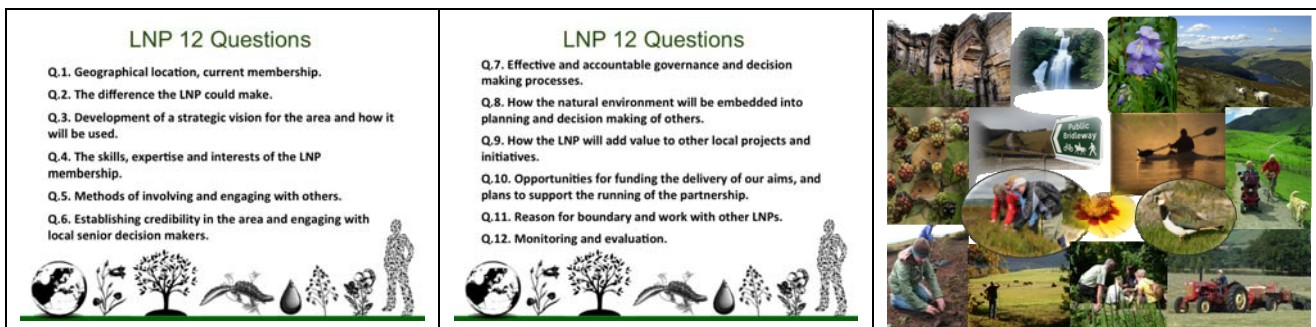 LNP 12 Questions
Q.1. Geographical location, current membership.
Q.2. The difference the LNP could make.
Q.3. Development of a strategic vision for the area and how it
will be used.
Q.4. The skills, expertise and interests of the LNP
membership.
Q.5. Methods of involving and engaging with others.
Q.6. Establishing credibility in the area and engaging with
local senior decision makers.
LNP 12 Questions
Q.7. Effective and accountable governance and decision
making processes.
Q.8. How the natural environment will be embedded into
planning and decision making of others.
Q.9. How the LNP will add value to other local projects and
initiatives.
Q.10. Opportunities for funding the delivery of our aims, and
plans to support the running of the partnership.
Q.11. Reason for boundary and work with other LNPs.
Q.12. Monitoring and evaluation.
Public
Bridleway